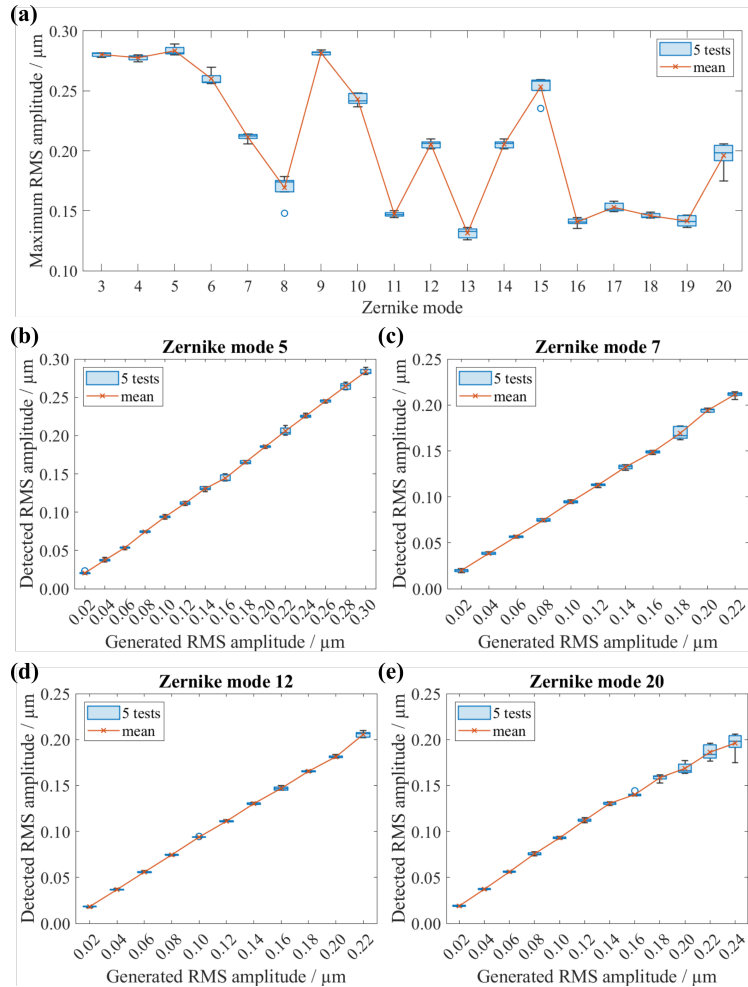 (a)
Maximum RMS amplitude / µm
0.30
0.25
0.20
0.15
0.10
5 tests
mean
3 4 5 6 7 8 9 10 11 12 13 14 15 16 17 18 19 20
Zernike mode
(b)
Zernike mode 5
Detected RMS amplitude / µm
0.30
0.25
0.20
0.15
0.10
0.05
0.00
5 tests
mean
0.02 0.04 0.06 0.08 0.10 0.12 0.14 0.16 0.18 0.20 0.22 0.24 0.26 0.28 0.30
Generated RMS amplitude / µm
(c)
Zernike mode 7
Detected RMS amplitude / µm
0.25
0.20
0.15
0.10
0.05
0.00
5 tests
mean
0.02 0.04 0.06 0.08 0.10 0.12 0.14 0.16 0.18 0.20 0.22
Generated RMS amplitude / µm
(d)
Zernike mode 12
Detected RMS amplitude / µm
0.25
0.20
0.15
0.10
0.05
0.00
5 tests
mean
0.02 0.04 0.06 0.08 0.10 0.12 0.14 0.16 0.18 0.20 0.22
Generated RMS amplitude / µm
(e)
Zernike mode 20
Detected RMS amplitude / µm
0.25
0.20
0.15
0.10
0.05
0.00
5 tests
mean
0.02 0.04 0.06 0.08 0.10 0.12 0.14 0.16 0.18 0.20 0.22 0.24
Generated RMS amplitude / µm